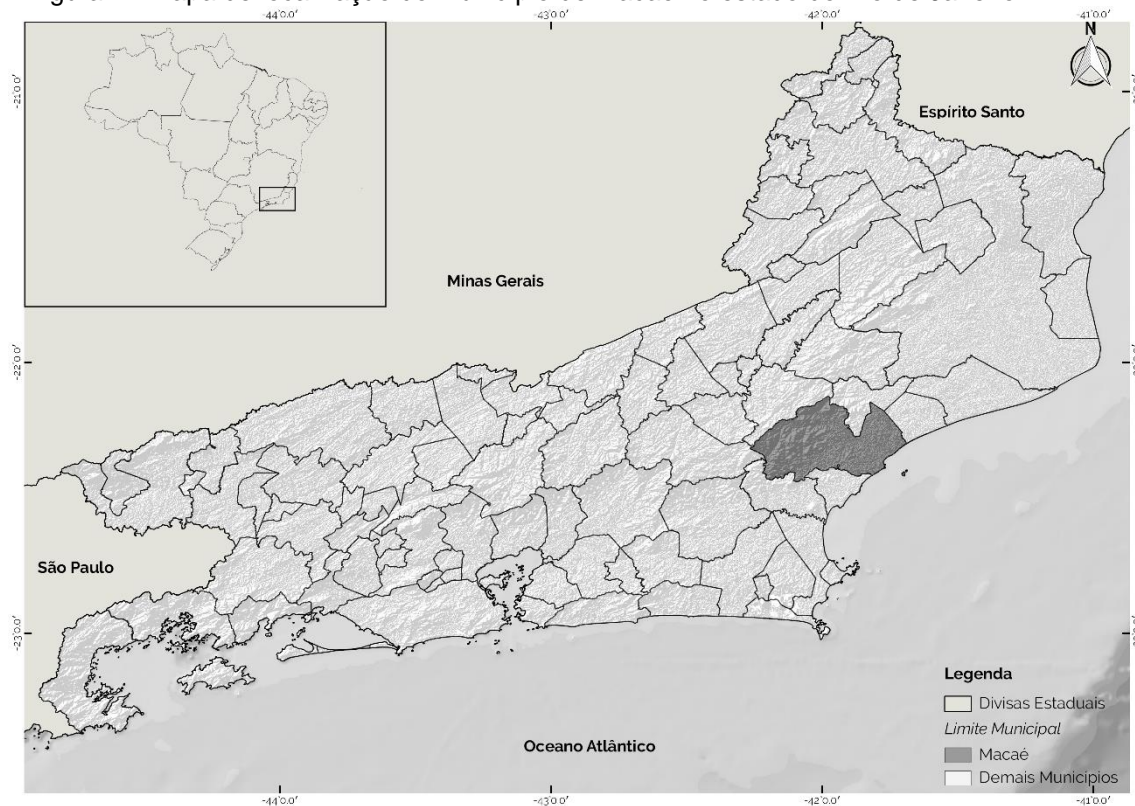 -44°0.0' -43°0.0' -42°0.0' -41°0.0'
N
-21°0.0'
Espírito Santo
Minas Gerais
-22°0.0'
São Paulo
-23°0.0'
Legenda
Divisas Estaduais
Limite Municipal
Macaé
Demais Municípios
Oceano Atlântico
-44°0.0' -43°0.0' -42°0.0' -41°0.0'